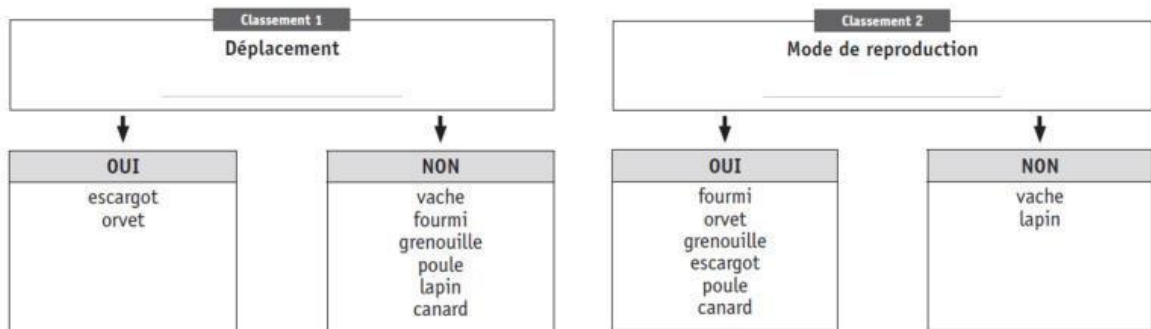 Classement 1
Déplacement
OUI
escargot
orvet
NON
vache
fourmi
grenouille
poule
lapin
canard
Classement 2
Mode de reproduction
OUI
fourmi
orvet
grenouille
escargot
poule
canard
NON
vache
lapin